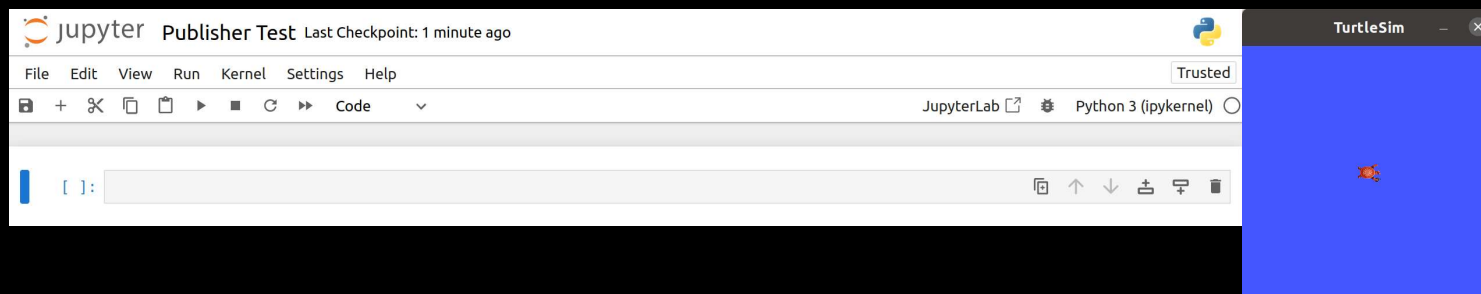 jupyter Publisher Test Last Checkpoint: 1 minute ago
TurtleSim
File Edit View Run Kernel Settings Help
Trusted
Code
JupyterLab Python 3 (ipykernel)
[ ]: